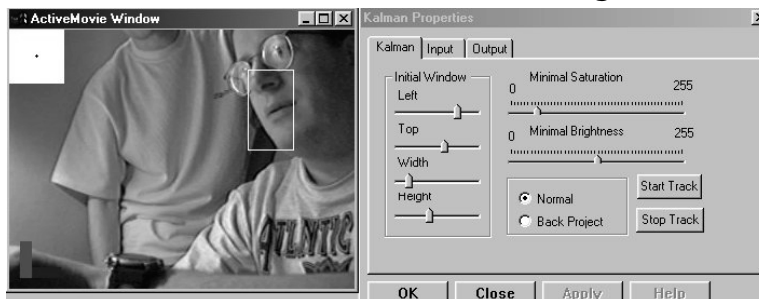 ActiveMovie Window
Kalman Properties
Kalman
Input
Output
Initial Window
Left
Top
Width
Height
0
Minimal Saturation
255
0
Minimal Brightness
255
Normal
Back Project
Start Track
Stop Track
OK
Close
Apply
Help
ATLNTIC